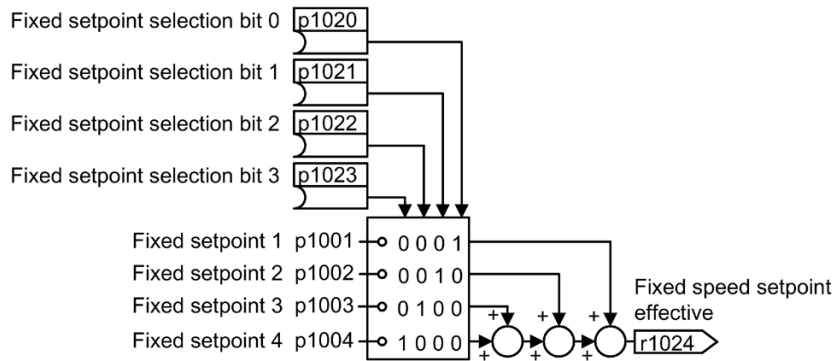 Fixed setpoint selection bit 0 p1020
Fixed setpoint selection bit 1 p1021
Fixed setpoint selection bit 2 p1022
Fixed setpoint selection bit 3 p1023
Fixed setpoint 1 p1001 0 0 0 1
Fixed setpoint 2 p1002 0 0 1 0
Fixed speed setpoint
effective
Fixed setpoint 3 p1003 0 1 0 0
+ + +
Fixed setpoint 4 p1004 1 0 0 0 r1024
+ + +